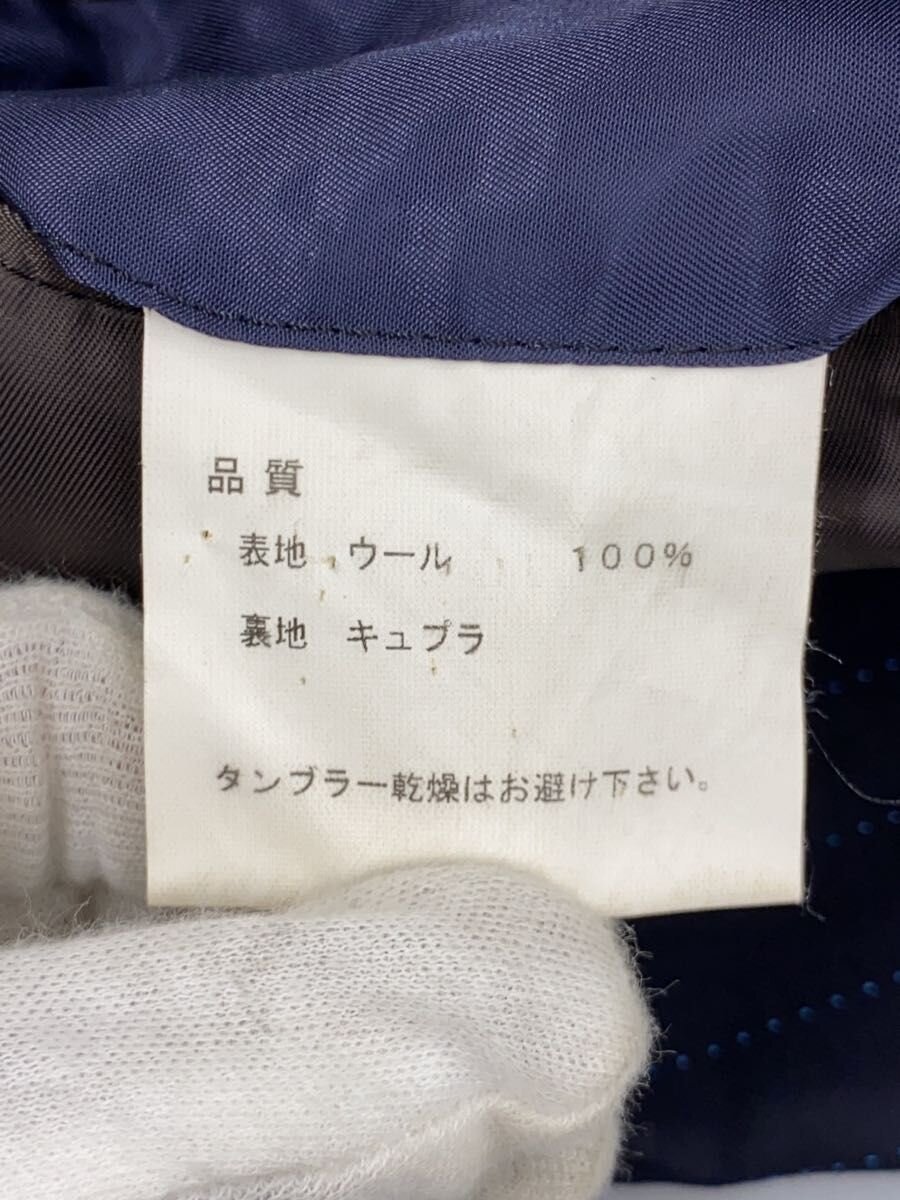 品質
表地 ウール 100%
裏地 キュプラ
タンブラー乾燥はお避け下さい。